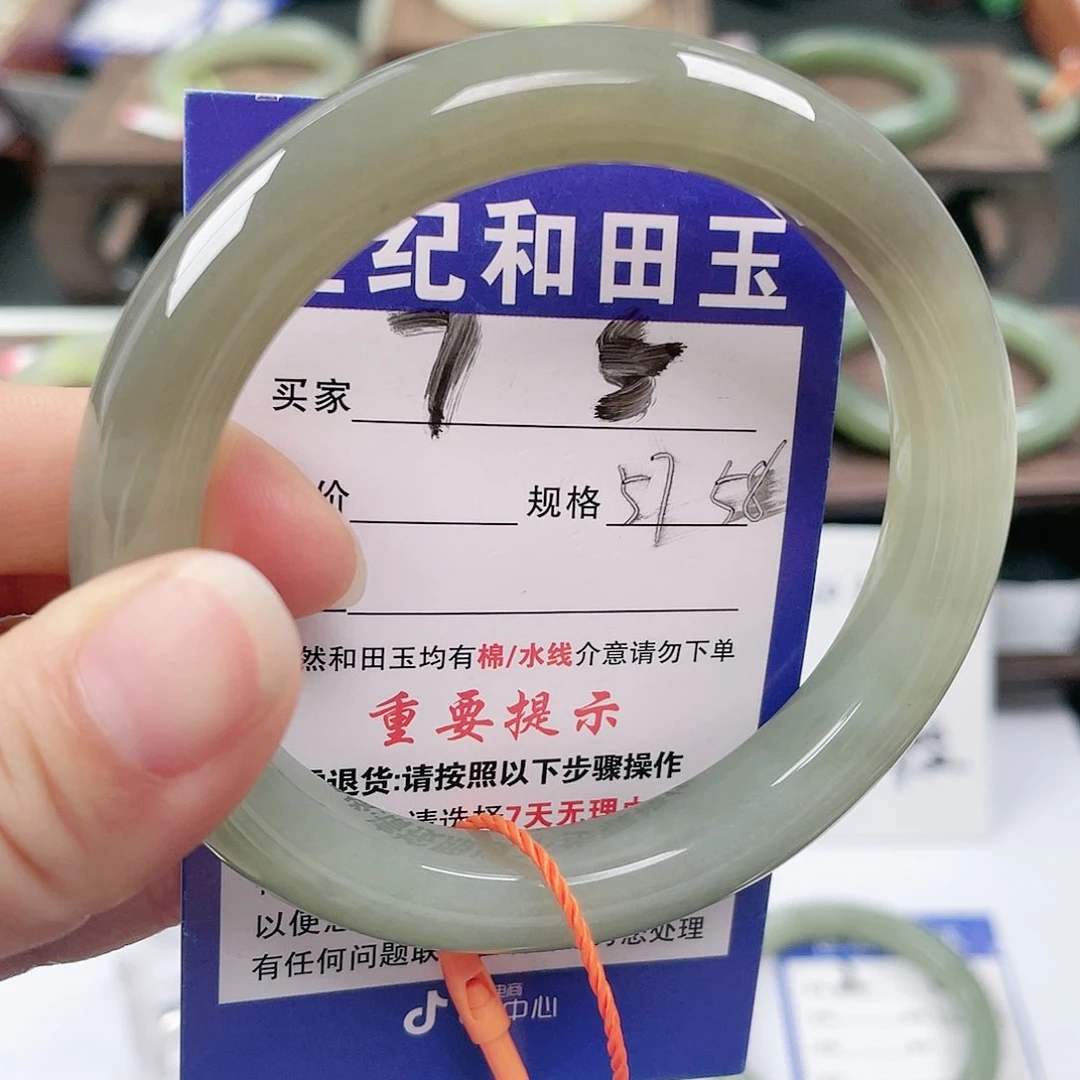 纪和田玉
买家 7 5
价 规格 57 58
然和田玉均有棉/水线介意请勿下单
重要提示
退货:请按照以下步骤操作
请选择7天无理由
以便
有任何问题联 处理
电商
中心